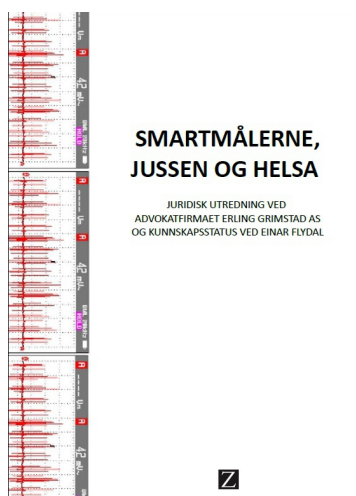 SMARTMÅLERNE,
JUSSEN OG HELSA
JURIDISK UTREDNING VED
ADVOKATFIRMAET ERLING GRIMSTAD AS
OG KUNNSKAPSSTATUS VED EINAR FLYDAL
Z